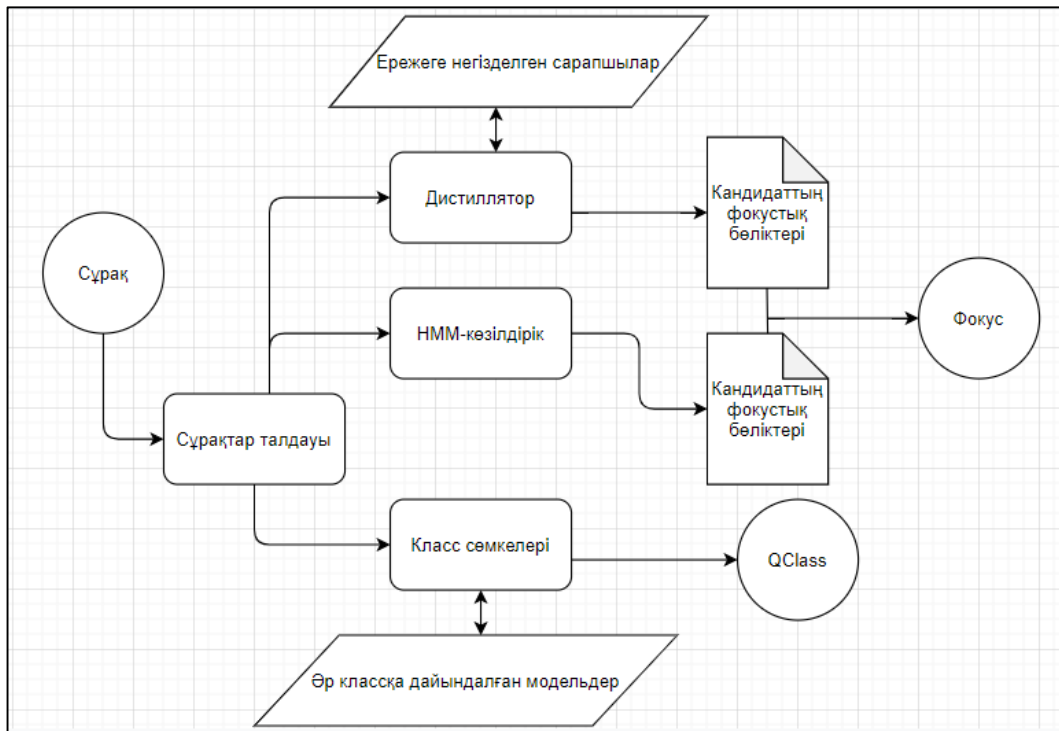 Ережеге негізделген сарапшылар
Дистиллятор
Кандидаттың
фокустық
бөліктері
Сұрақ
НММ-көзілдірік
Фокус
Кандидаттың
фокустық
бөліктері
Сұрақтар талдауы
Класс сөмкелері
QClass
Әр классқа дайындалған модельдер